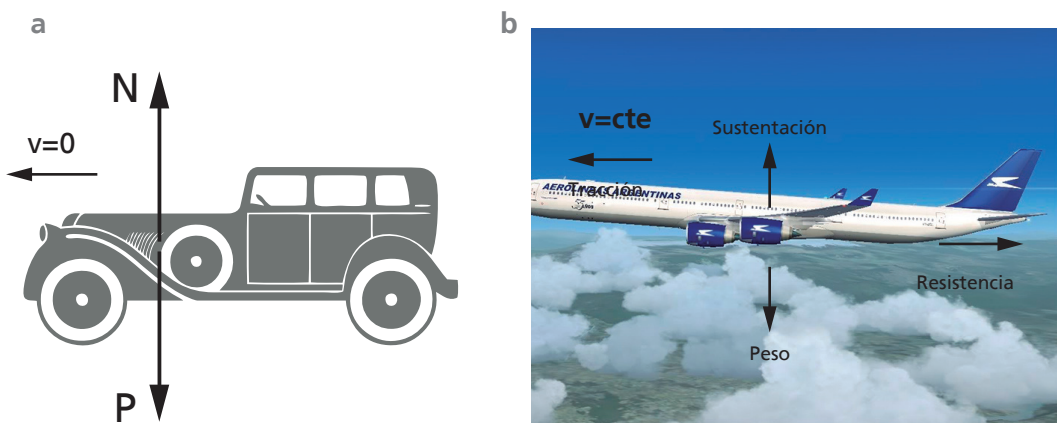 a
N
v=0
P
b
v=cte
Sustentación
Tracción
AEROLINEAS ARGENTINAS
Resistencia
Peso